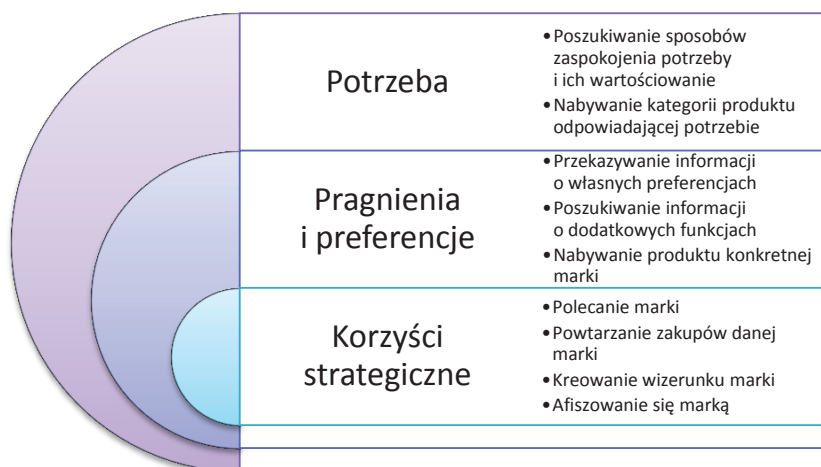 Potrzeba
•Poszukiwanie sposobów
zaspokojenia potrzeby
i ich wartościowanie
•Nabywanie kategorii produktu
odpowiadającej potrzebie
Pragnienia
i preferencje
•Przekazywanie informacji
o własnych preferencjach
•Poszukiwanie informacji
o dodatkowych funkcjach
•Nabywanie produktu konkretnej
marki
Korzyści
strategiczne
•Polecanie marki
•Powtarzanie zakupów danej
marki
•Kreowanie wizerunku marki
•Afiszowanie się marką